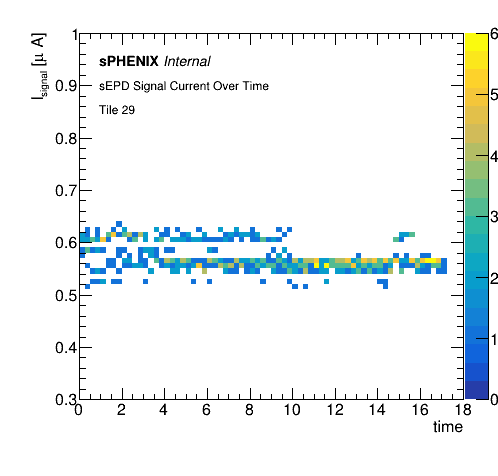 sPHENIX Internal
sEPD Signal Current Over Time
Tile 29
I_signal [μ A]
1
0.9
0.8
0.7
0.6
0.5
0.4
0.3
0 2 4 6 8 10 12 14 16 18
time
6
5
4
3
2
1
0